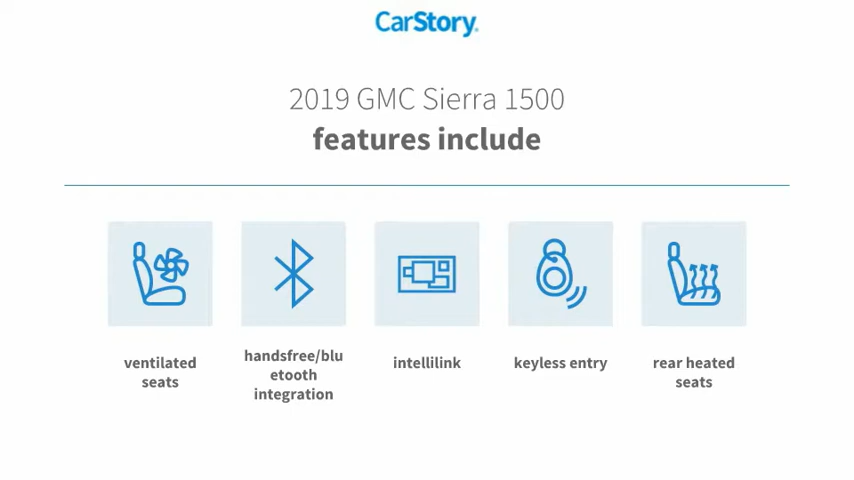 CarStory
2019 GMC Sierra 1500
features include
ventilated
seats
handsfree/blu
etooth
integration
intellilink
keyless entry
rear heated
seats